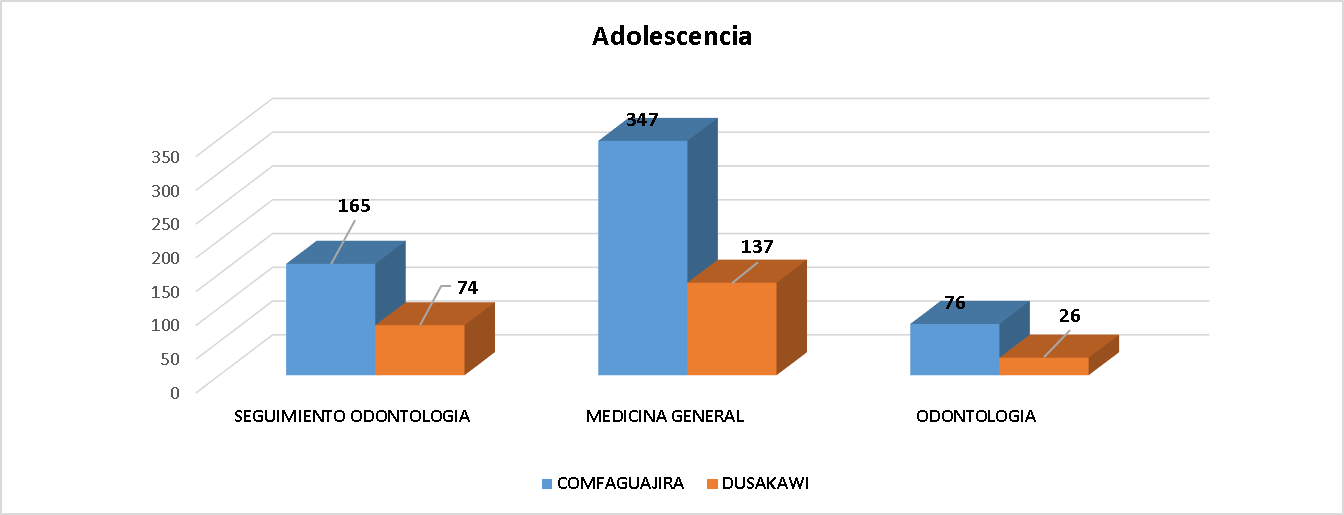 Adolescencia
350
300
250
200
150
100
50
0
165
74
347
137
76
26
SEGUIMIENTO ODONTOLOGIA
MEDICINA GENERAL
ODONTOLOGIA
COMFAGUAJIRA
DUSAKAWI